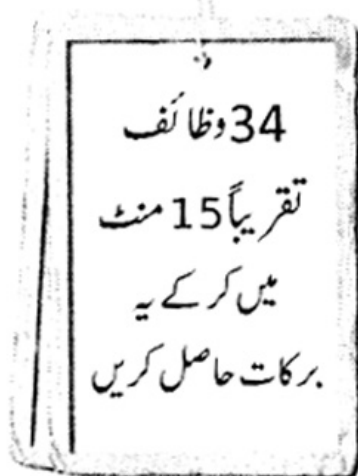 34 وظائف
تقریباً 15 منٹ
میں کر کے یہ
برکات حاصل کریں